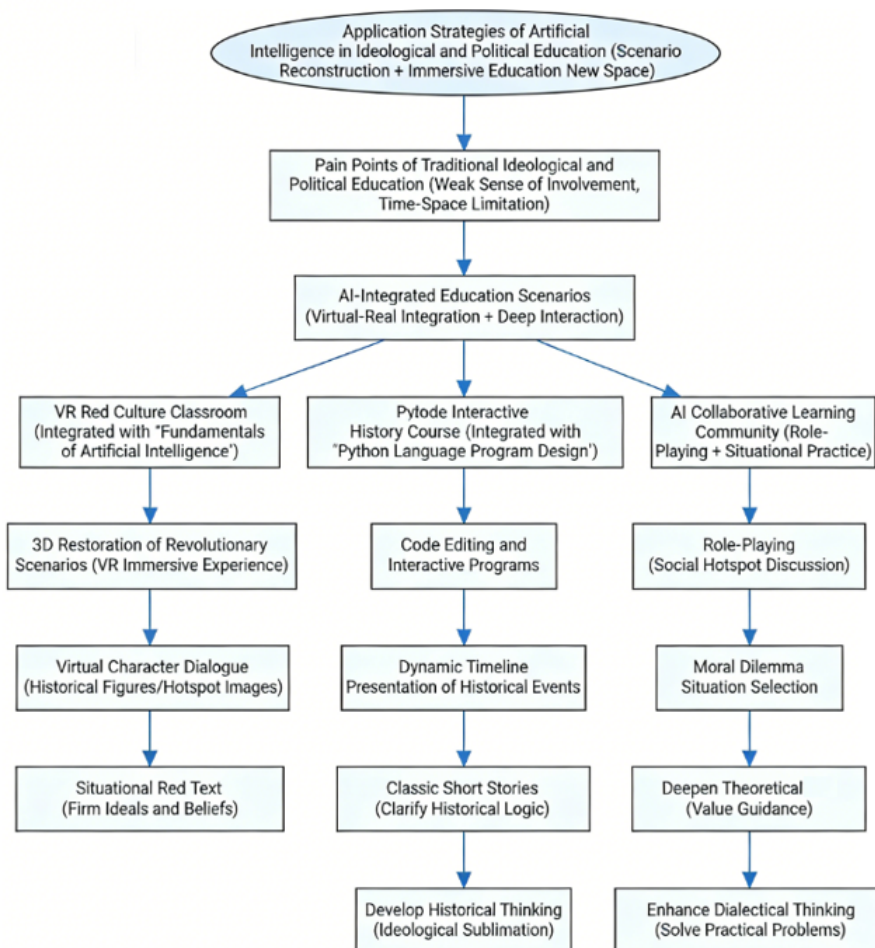 Application Strategies of Artificial
Intelligence in Ideological and Political Education (Scenario
Reconstruction + Immersive Education New Space)
Pain Points of Traditional Ideological and
Political Education (Weak Sense of Involvement,
Time-Space Limitation)
AI-Integrated Education Scenarios
(Virtual-Real Integration + Deep Interaction)
VR Red Culture Classroom
(Integrated with "Fundamentals
of Artificial Intelligence')
Pytode Interactive
History Course (Integrated with
"Python Language Program Design')
AI Collaborative Learning
Community (Role-
Playing + Situational Practice)
3D Restoration of Revolutionary
Scenarios (VR Immersive Experience)
Code Editing and
Interactive Programs
Role-Playing
(Social Hotspot Discussion)
Virtual Character Dialogue
(Historical Figures/Hotspot Images)
Dynamic Timeline
Presentation of Historical Events
Moral Dilemma
Situation Selection
Situational Red Text
(Firm Ideals and Beliefs)
Classic Short Stories
(Clarify Historical Logic)
Deepen Theoretical
(Value Guidance)
Develop Historical Thinking
(Ideological Sublimation)
Enhance Dialectical Thinking
(Solve Practical Problems)